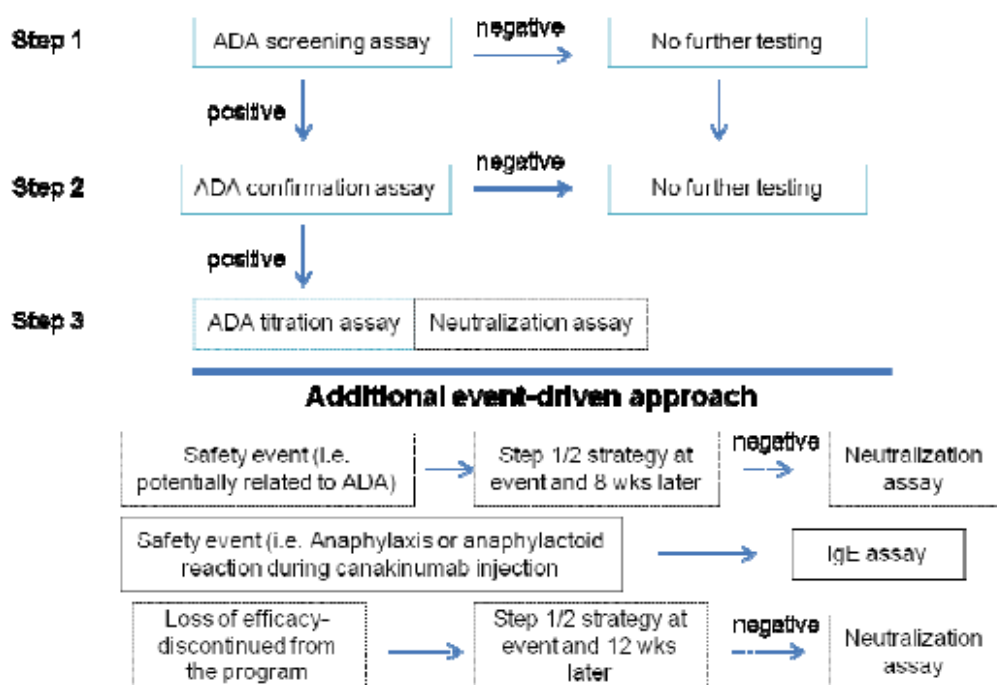 Step 1
ADA screening assay
negative
No further testing
positive
Step 2
ADA confirmation assay
negative
No further testing
positive
Step 3
ADA titration assay
Neutralization assay
Additional event-driven approach
Safety event (i.e.
potentially related to ADA)
Step 1/2 strategy at
event and 8 wks later
negative
Neutralization
assay
Safety event (i.e. Anaphylaxis or anaphylactoid
reaction during canakinumab injection
IgE assay
Loss of efficacy-
discontinued from
the program
Step 1/2 strategy at
event and 12 wks
later
negative
Neutralization
assay